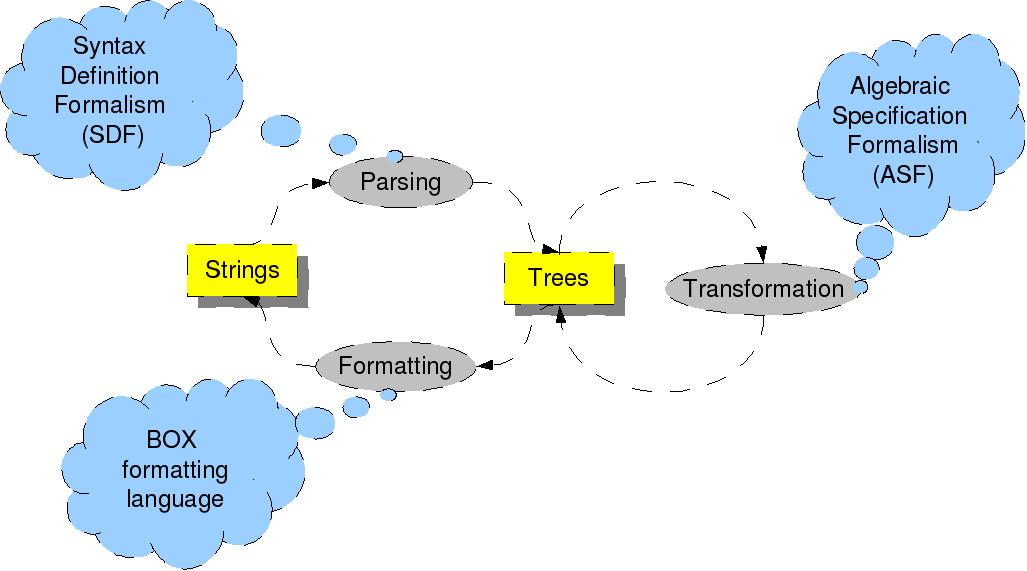 Syntax
Definition
Formalism
(SDF)
Algebraic
Specification
Formalism
(ASF)
Parsing
Strings
Trees
Transformation
Formatting
BOX
formatting
language